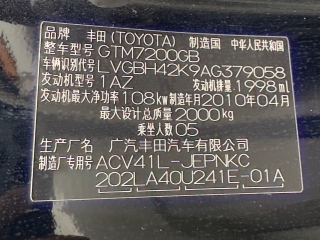 品牌 丰田(TOYOTA) 制造国 中华人民共和国
整车型号 GTM7200GB
车辆识别代号 LVGBH42K9AG379058
发动机型号 1AZ 发动机排量 1998mL
发动机最大净功率 108kw 制造年月 2010年04月
最大设计总质量 2000kg
乘坐人数 05
生产厂名 广汽丰田汽车有限公司
制造厂专用号 ACV41L-JEPNKC
202LA40U241E-01A